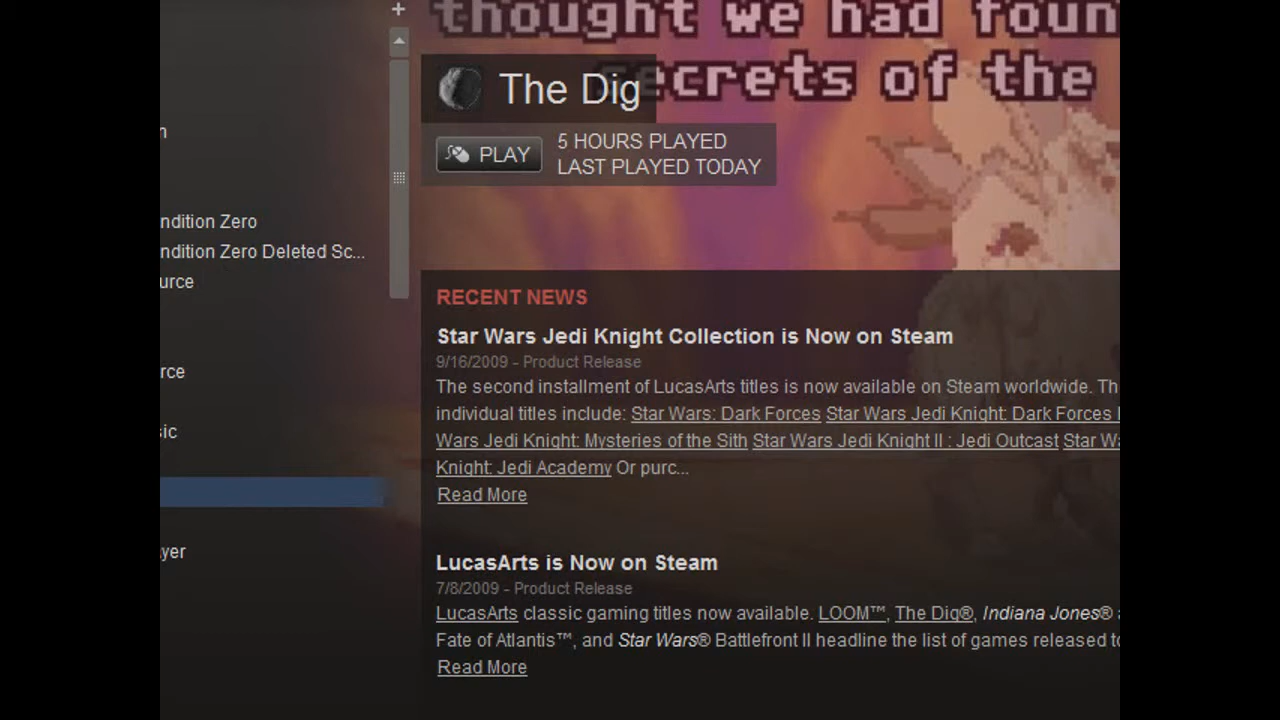 thought we had foun
secrets of the
The Dig
PLAY
5 HOURS PLAYED
LAST PLAYED TODAY
n
ndition Zero
ndition Zero Deleted Sc...
urce
rce
ic
yer
RECENT NEWS
Star Wars Jedi Knight Collection is Now on Steam
9/16/2009 - Product Release
The second installment of LucasArts titles is now available on Steam worldwide. Th
individual titles include: Star Wars: Dark Forces Star Wars Jedi Knight: Dark Forces I
Wars Jedi Knight: Mysteries of the Sith Star Wars Jedi Knight II : Jedi Outcast Star Wa
Knight: Jedi Academy Or purc...
Read More
LucasArts is Now on Steam
7/8/2009 - Product Release
LucasArts classic gaming titles now available. LOOM™, The Dig®, Indiana Jones® a
Fate of Atlantis™, and Star Wars® Battlefront II headline the list of games released to
Read More